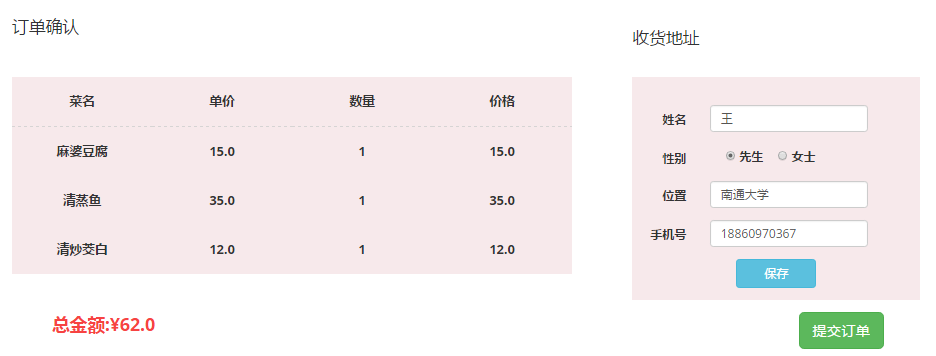 订单确认
菜名 单价 数量 价格
麻婆豆腐 15.0 1 15.0
清蒸鱼 35.0 1 35.0
清炒茭白 12.0 1 12.0
总金额:¥62.0
收货地址
姓名 王
性别 先生 女士
位置 南通大学
手机号 18860970367
保存
提交订单